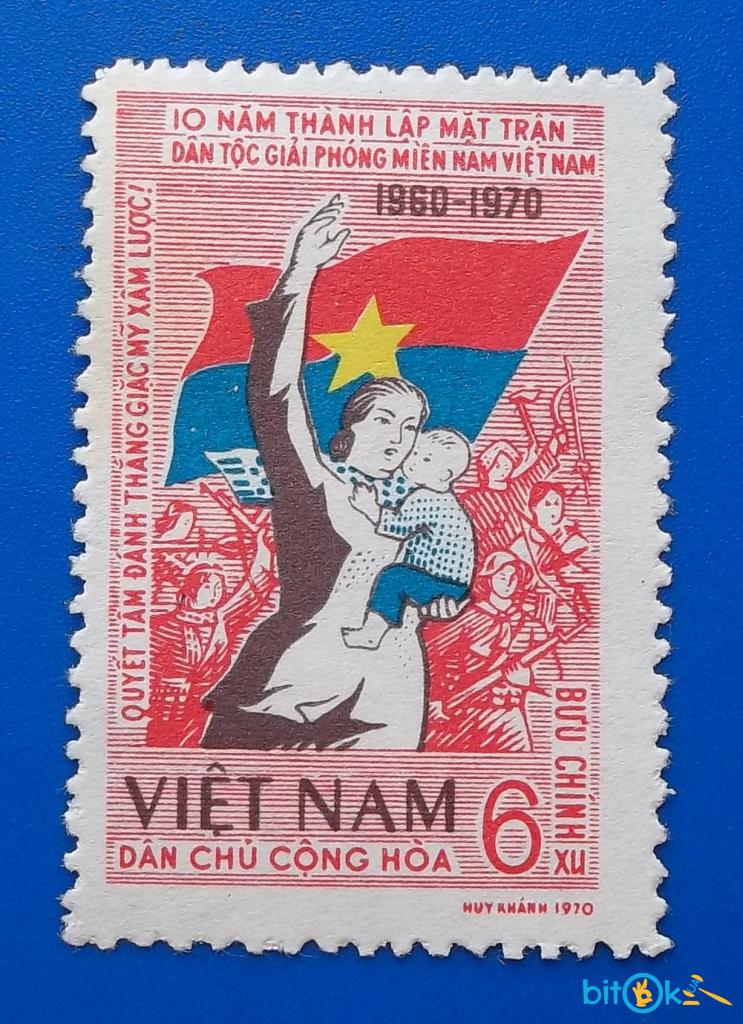 10 NĂM THÀNH LẬP MẶT TRẬN
DÂN TỘC GIẢI PHÓNG MIỀN NAM VIỆT NAM
1960-1970
QUYẾT TÂM ĐÁNH THẮNG GIẶC MỸ XÂM LƯỢC!
BƯU CHÍNH
VIỆT NAM
DÂN CHỦ CỘNG HÒA
6 XU
HUY KHÁNH 1970
bitok.ua